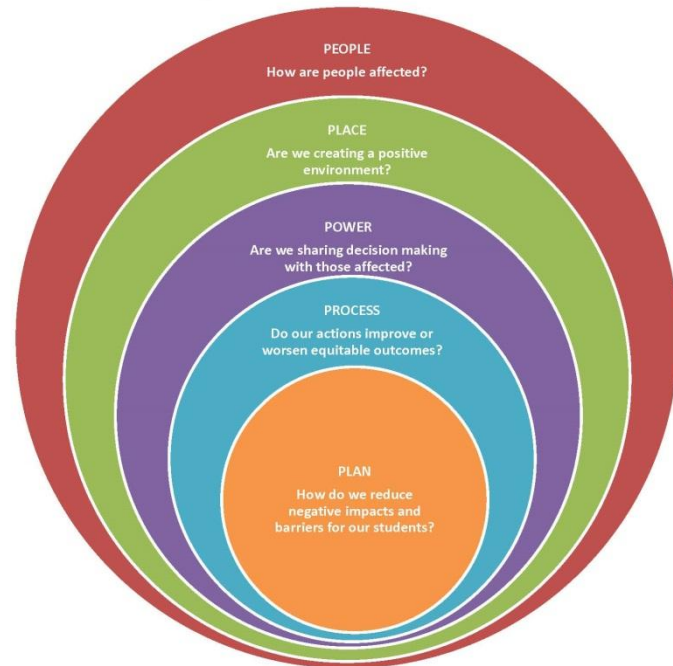 PEOPLE
How are people affected?
PLACE
Are we creating a positive
environment?
POWER
Are we sharing decision making
with those affected?
PROCESS
Do our actions improve or
worsen equitable outcomes?
PLAN
How do we reduce
negative impacts and
barriers for our students?